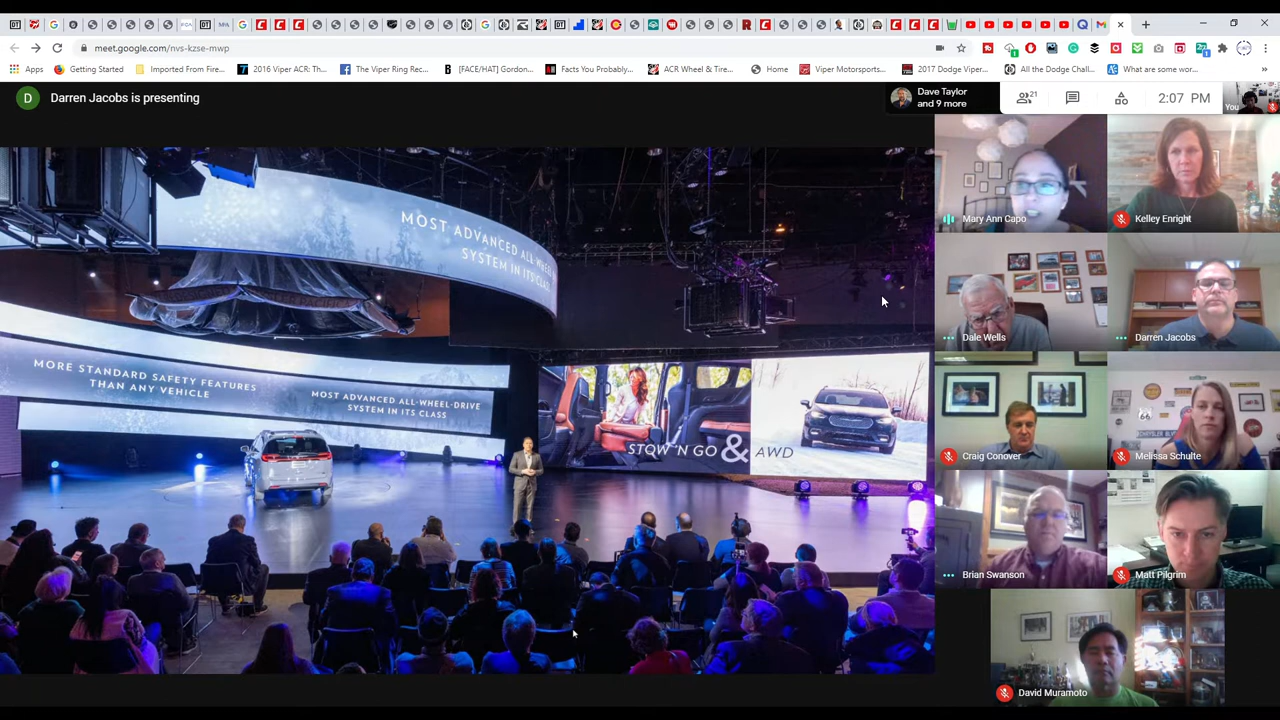 meet.google.com/nvs-kzse-mwp
Apps
Getting Started
Imported From Fire...
2016 Viper ACR: Th...
The Viper Ring Rec...
[FACE/HAT] Gordon...
Facts You Probably...
ACR Wheel & Tire...
Home
Viper Motorsports...
2017 Dodge Viper...
All the Dodge Chall...
What are some wor...
D
Darren Jacobs is presenting
Dave Taylor
and 9 more
21
2:07 PM
You
MOST ADVANCED ALL-WHEEL
SYSTEM IN ITS CLASS
MORE STANDARD SAFETY FEATURES
THAN ANY VEHICLE
MOST ADVANCED ALL-WHEEL-DRIVE
SYSTEM IN ITS CLASS
STOW 'N GO & AWD
Mary Ann Capo
Kelley Enright
Dale Wells
Darren Jacobs
Craig Conover
Melissa Schulte
Brian Swanson
Matt Pilgrim
David Muramoto